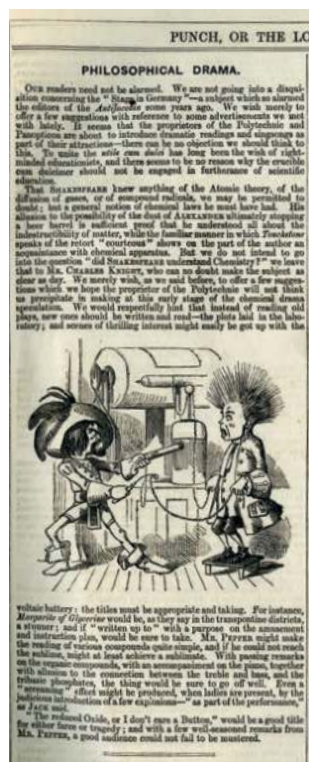 PUNCH, OR THE LO
PHILOSOPHICAL DRAMA.
OUR readers need not be alarmed. We are not going into a disqui-
sition concerning the "Stage in Germany"—a subject which so alarmed
the editors of the Antijacobin some years ago. We wish merely to
offer a few suggestions with reference to some advertisements we met
with lately. It seems that the proprietors of the Polytechnic and
Panopticon are about to introduce dramatic readings and singings as
part of their attractions—there can be no objection we should think to
this. To unite the utile cum dulci has long been the wish of right-
minded educationists, and there seems to be no reason why the crucible
cum dulcimer should not be engaged in furtherance of scientific
education.
That SHAKSPEARE knew anything of the Atomic theory, of the
diffusion of gases, or of compound radicals, we may be permitted to
doubt; but a general notion of chemical laws he must have had. His
allusion to the possibility of the dust of ALEXANDER ultimately stopping
a beer barrel is sufficient proof that he understood all about the
indestructibility of matter, while the familiar manner in which Touchstone
speaks of the retort "courteous" shows on the part of the author an
acquaintance with chemical apparatus. But we do not intend to go
into the question "did SHAKSPEARE understand Chemistry?" we leave
that to MR. CHARLES KNIGHT, who can no doubt make the subject as
clear as day. We merely wish, as we said before, to offer a few sugges-
tions which we hope the proprietor of the Polytechnic will not think
us precipitate in making at this early stage of the chemical drama
speculation. We would respectfully hint that instead of reading old
plays, new ones should be written and read—the plots laid in the labo-
ratory; and scenes of thrilling interest might easily be got up with the
voltaic battery: the titles must be appropriate and taking. For instance,
Margarite of Glycerine would be, as they say in the transpontine districts,
a stunner; and if "written up to" with a purpose on the amusement
and instruction plan, would be sure to take. MR. PEPPER might make
the reading of various compounds quite simple, and if he could not reach
the sublime, might at least achieve a sublimate. With passing remarks
on the organic compounds, with an accompaniment on the piano, together
with allusion to the connection between the treble and bass, and the
tribasic phosphates, the thing would be sure to go off well. Even a
"screaming" effect might be produced, when ladies are present, by the
judicious introduction of a few explosions—"as part of the performance,"
as JACK said.
"The reduced Oxide, or I don't care a Button," would be a good title
for either farce or tragedy; and with a few well-seasoned remarks from
MR. PEPPER, a good audience could not fail to be mustered.